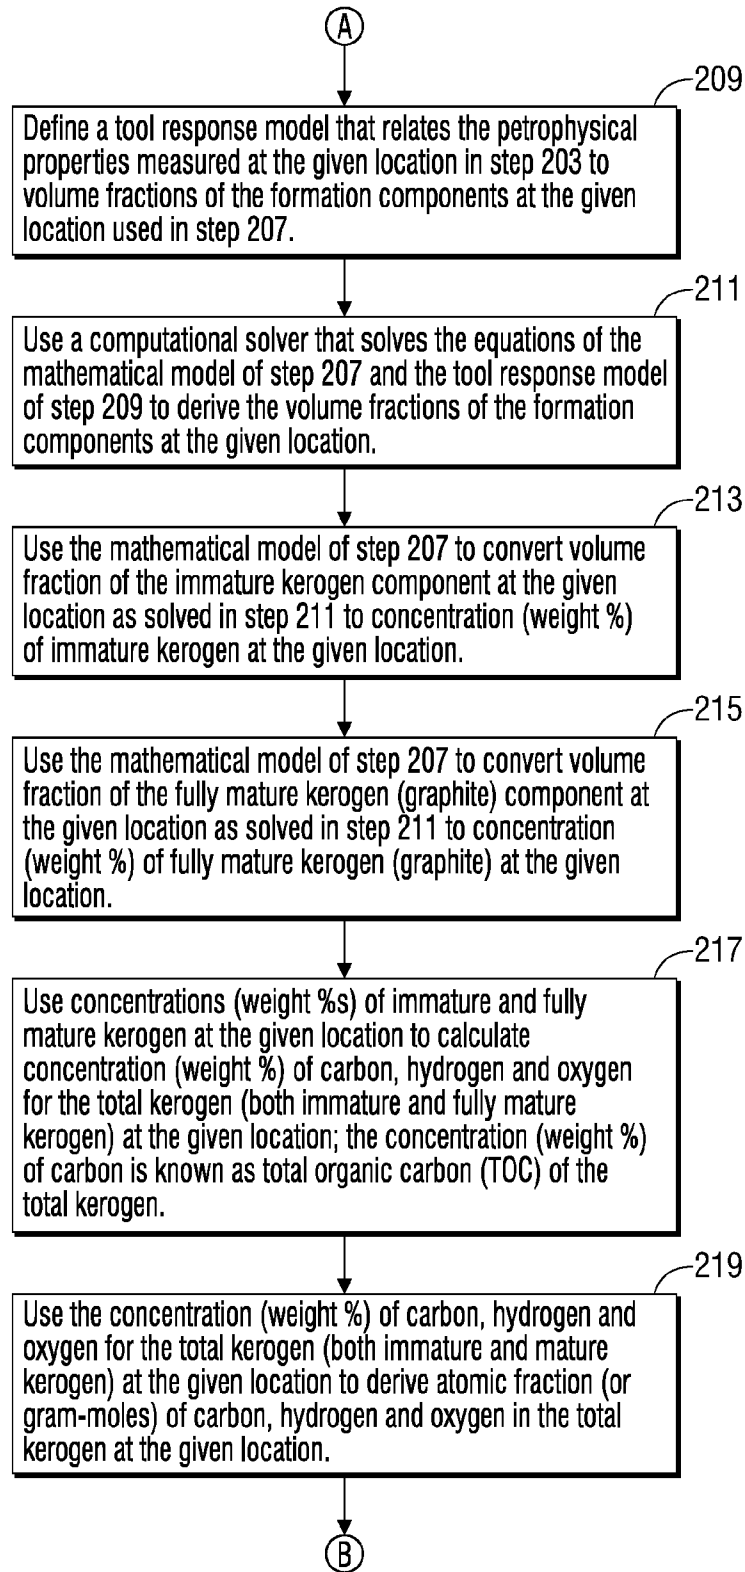 A
209
Define a tool response model that relates the petrophysical
properties measured at the given location in step 203 to
volume fractions of the formation components at the given
location used in step 207.
211
Use a computational solver that solves the equations of the
mathematical model of step 207 and the tool response model
of step 209 to derive the volume fractions of the formation
components at the given location.
213
Use the mathematical model of step 207 to convert volume
fraction of the immature kerogen component at the given
location as solved in step 211 to concentration (weight %)
of immature kerogen at the given location.
215
Use the mathematical model of step 207 to convert volume
fraction of the fully mature kerogen (graphite) component at
the given location as solved in step 211 to concentration
(weight %) of fully mature kerogen (graphite) at the given
location.
217
Use concentrations (weight %s) of immature and fully
mature kerogen at the given location to calculate
concentration (weight %) of carbon, hydrogen and oxygen
for the total kerogen (both immature and fully mature
kerogen) at the given location; the concentration (weight %)
of carbon is known as total organic carbon (TOC) of the
total kerogen.
219
Use the concentration (weight %) of carbon, hydrogen and
oxygen for the total kerogen (both immature and mature
kerogen) at the given location to derive atomic fraction (or
gram-moles) of carbon, hydrogen and oxygen in the total
kerogen at the given location.
B